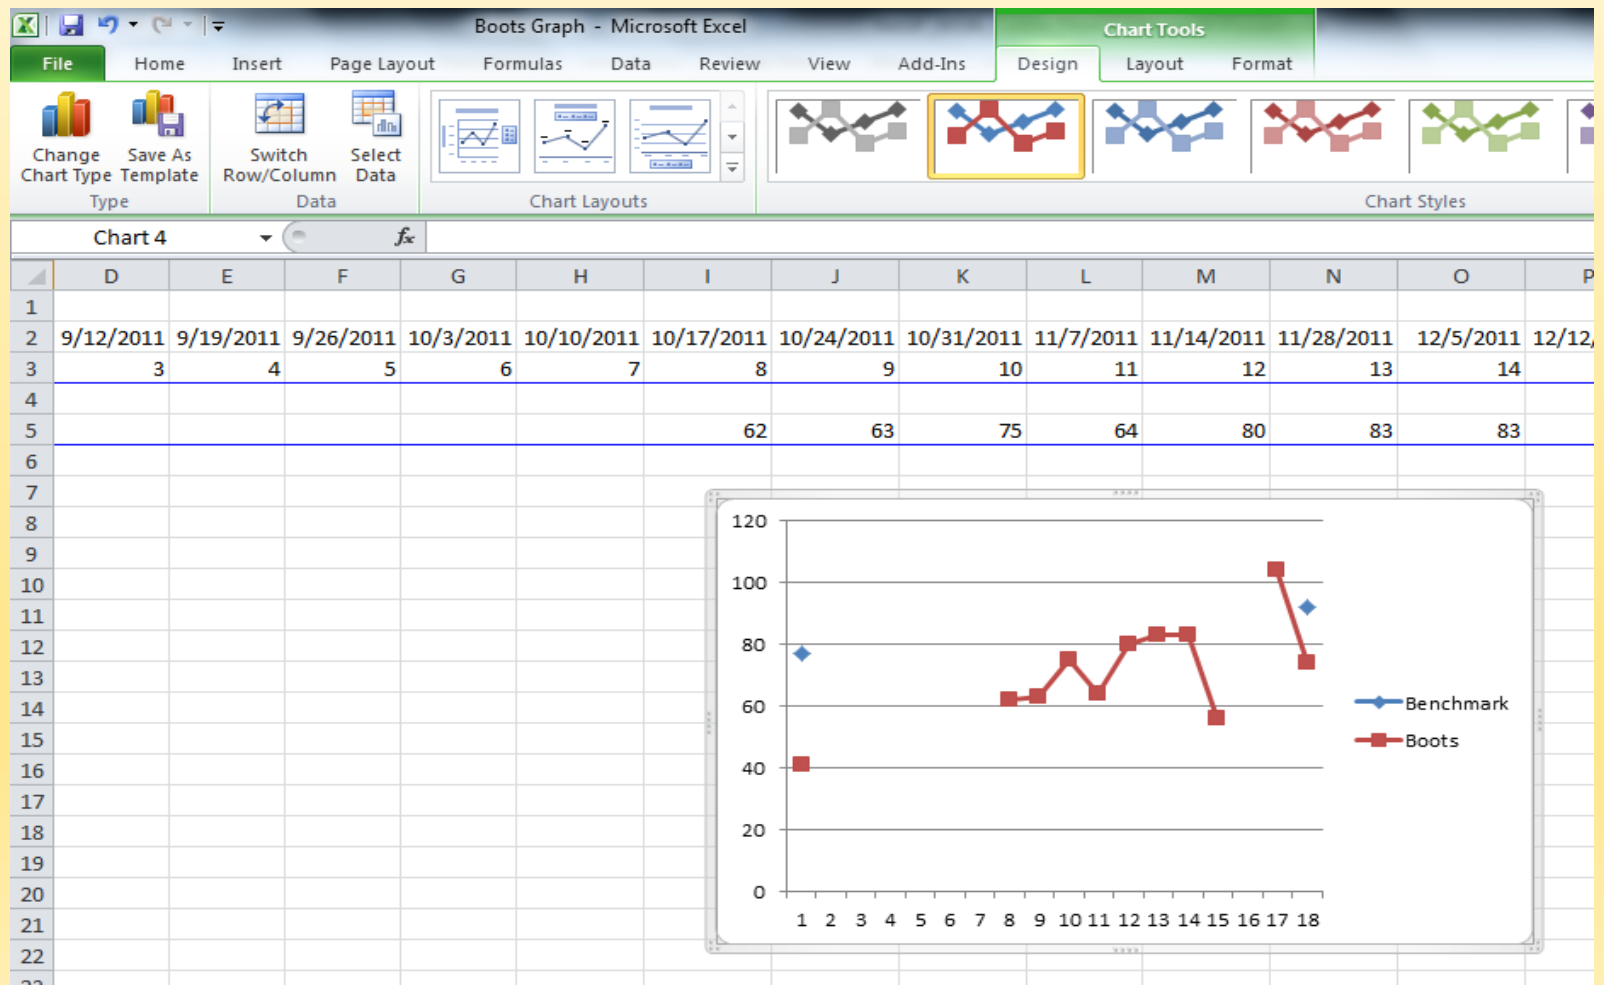 Boots Graph - Microsoft Excel
Chart Tools
File Home Insert Page Layout Formulas Data Review View Add-Ins Design Layout Format
Change Chart Type
Save As Template
Switch Row/Column
Select Data
Type Data Chart Layouts Chart Styles
Chart 4 fx
D E F G H I J K L M N O P
1
2 9/12/2011 9/19/2011 9/26/2011 10/3/2011 10/10/2011 10/17/2011 10/24/2011 10/31/2011 11/7/2011 11/14/2011 11/28/2011 12/5/2011 12/12/
3 3 4 5 6 7 8 9 10 11 12 13 14
4
5 62 63 75 64 80 83 83
6
7
8
9
10
11
12
13
14
15
16
17
18
19
20
21
22
23
120
100
80
60
40
20
0
1 2 3 4 5 6 7 8 9 10 11 12 13 14 15 16 17 18
Benchmark
Boots